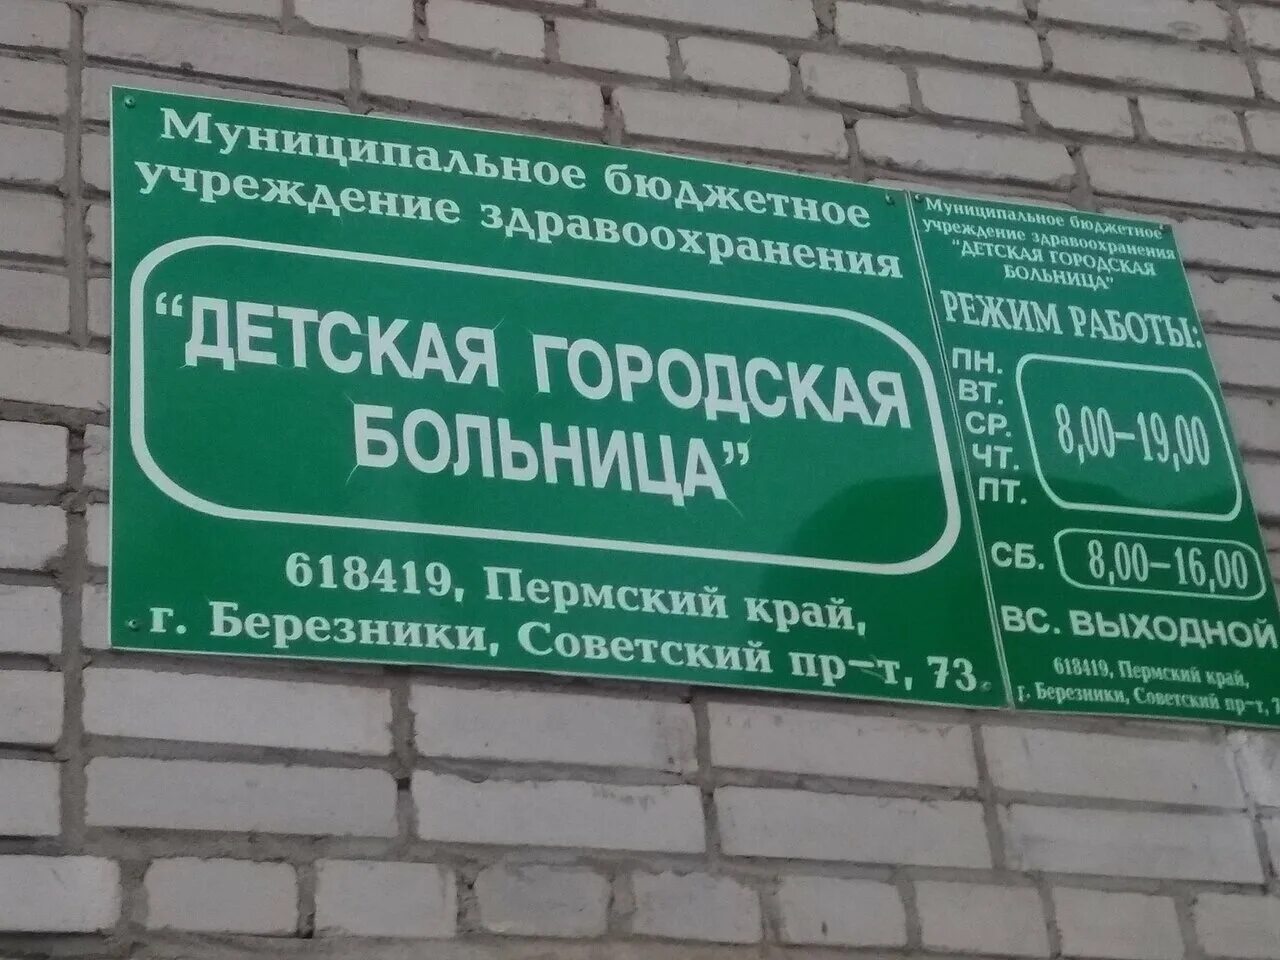 Муниципальное бюджетное
учреждение здравоохранения
"ДЕТСКАЯ ГОРОДСКАЯ
БОЛЬНИЦА"
618419, Пермский край,
г. Березники, Советский пр-т, 73.
Муниципальное бюджетное
учреждение здравоохранения
"ДЕТСКАЯ ГОРОДСКАЯ
БОЛЬНИЦА"
РЕЖИМ РАБОТЫ:
ПН.
ВТ.
СР.
ЧТ.
ПТ.
8,00-19,00
СБ. 8,00-16,00
ВС. ВЫХОДНОЙ
618419, Пермский край,
г. Березники, Советский пр-т,